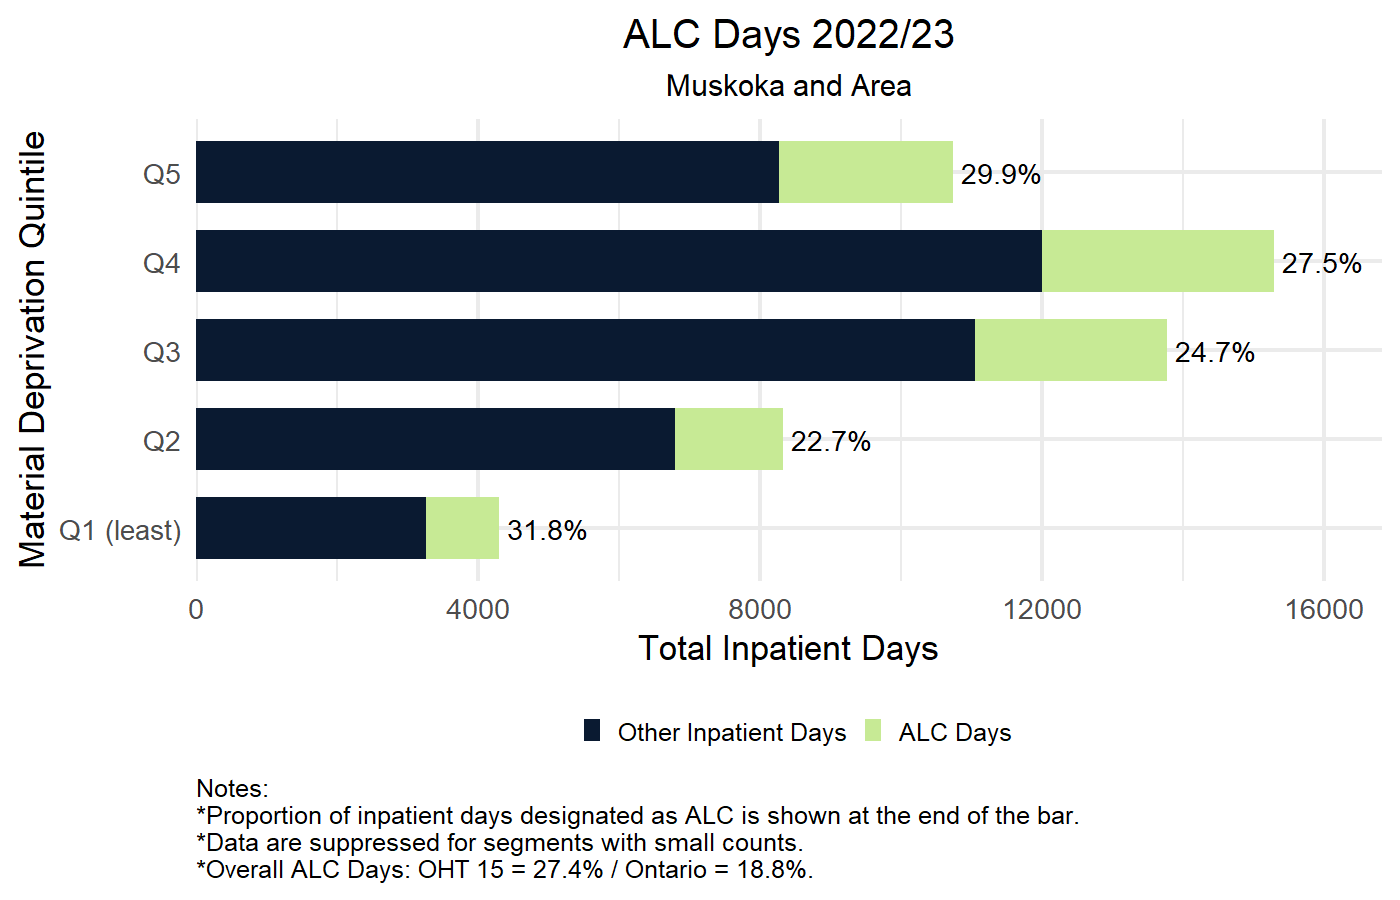 ALC Days 2022/23
Muskoka and Area
Material Deprivation Quintile
Q5
29.9%
Q4
27.5%
Q3
24.7%
Q2
22.7%
Q1 (least)
31.8%
0 4000 8000 12000 16000
Total Inpatient Days
Other Inpatient Days ALC Days
Notes:
*Proportion of inpatient days designated as ALC is shown at the end of the bar.
*Data are suppressed for segments with small counts.
*Overall ALC Days: OHT 15 = 27.4% / Ontario = 18.8%.